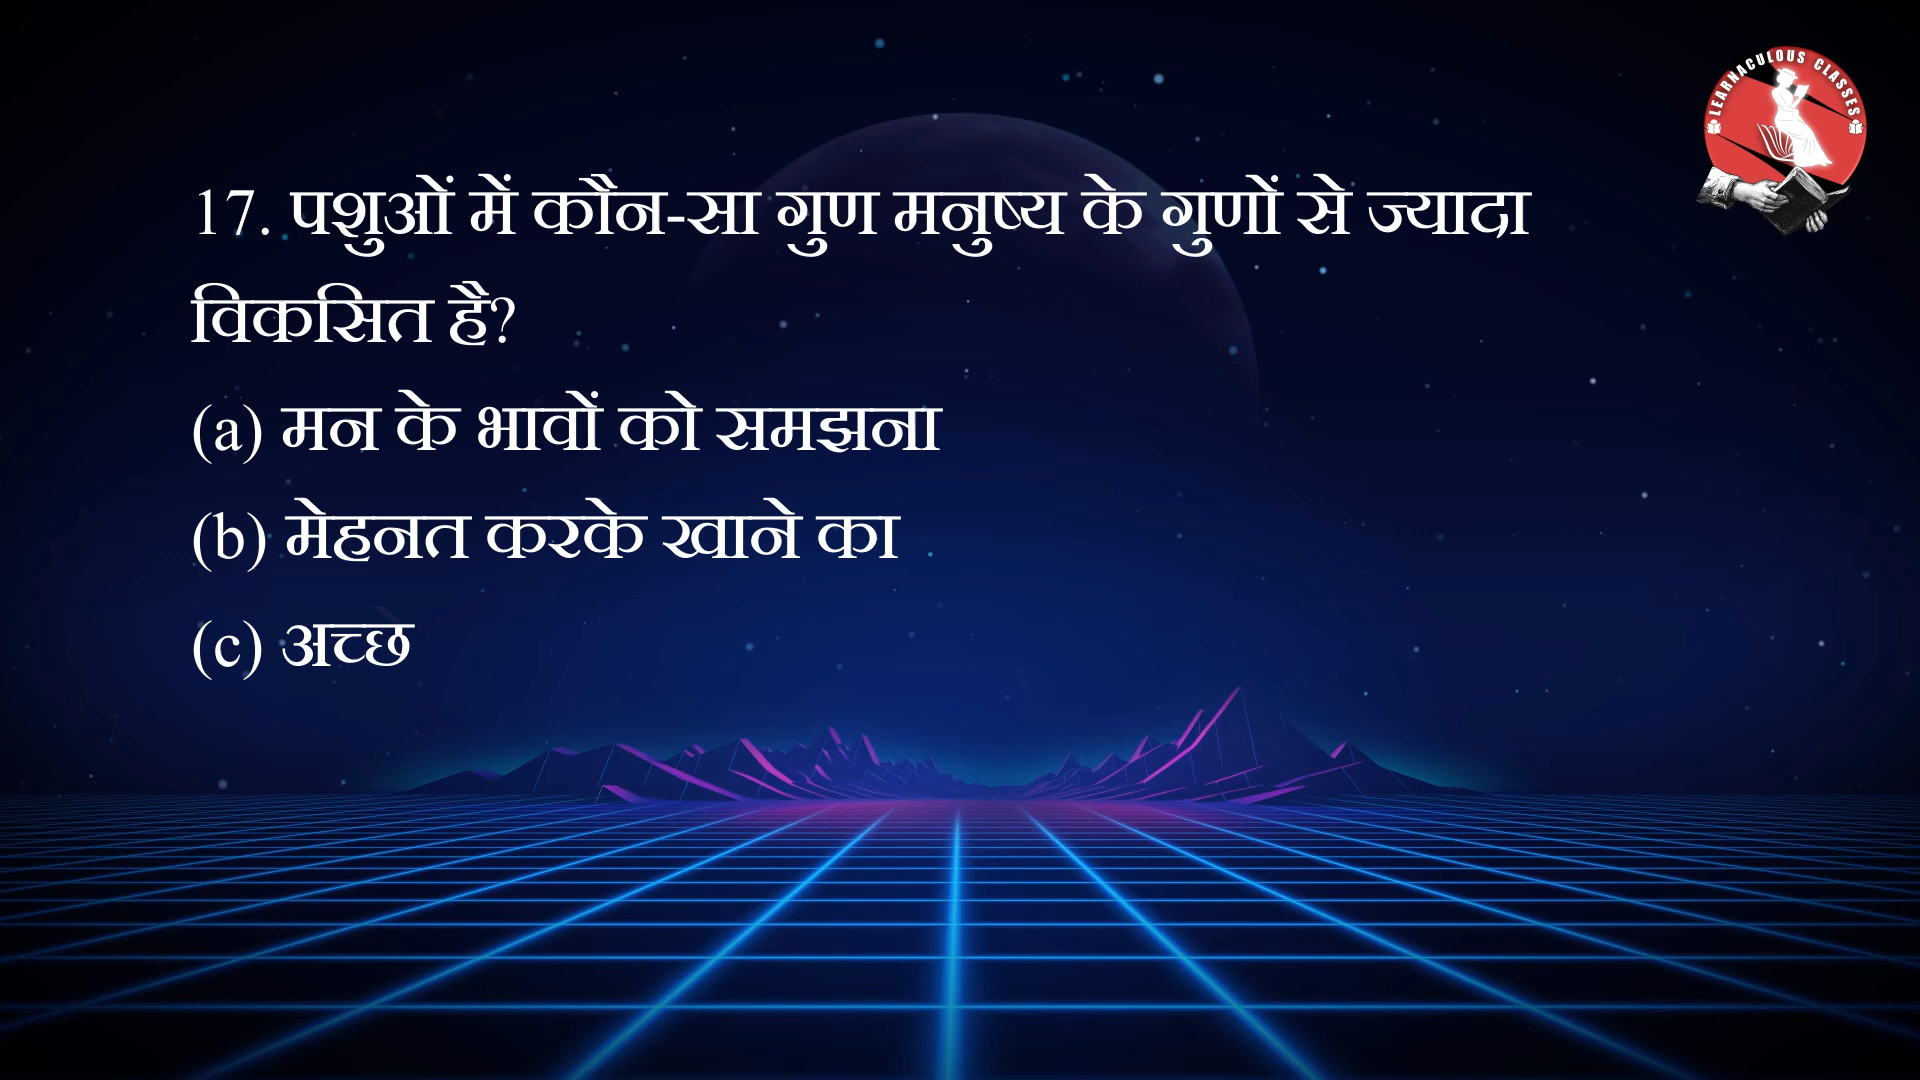 LEARNACULOUS CLASSES
17. पशुओं में कौन-सा गुण मनुष्य के गुणों से ज्यादा
विकसित है?
(a) मन के भावों को समझना
(b) मेहनत करके खाने का
(c) अच्छ